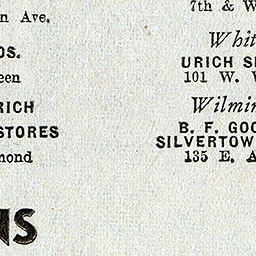 n Ave.
OS.
een
RICH
STORES
mond
NS
7th & W
Whit
URICH S
101 W. W
Wilmin
B. F. GOO
SILVERTOW
135 E. A